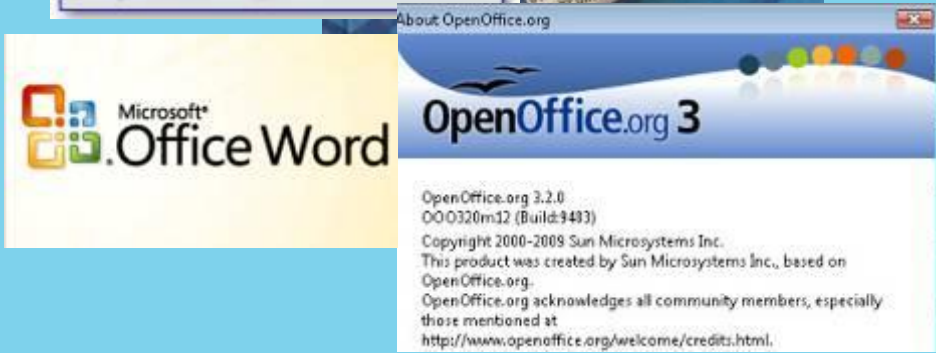 Microsoft®
Office Word
About OpenOffice.org
OpenOffice.org 3
OpenOffice.org 3.2.0
OOO320m12 (Build:9483)
Copyright 2000-2009 Sun Microsystems Inc.
This product was created by Sun Microsystems Inc., based on
OpenOffice.org.
OpenOffice.org acknowledges all community members, especially
those mentioned at
http://www.openoffice.org/welcome/credits.html.